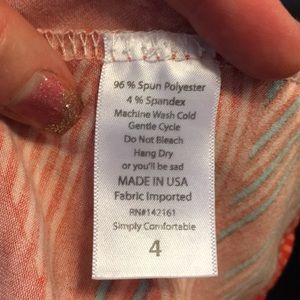 96 % Spun Polyester
4 % Spandex
Machine Wash Cold
Gentle Cycle
Do Not Bleach
Hang Dry
or you'll be sad
MADE IN USA
Fabric Imported
RN#142161
Simply Comfortable
4